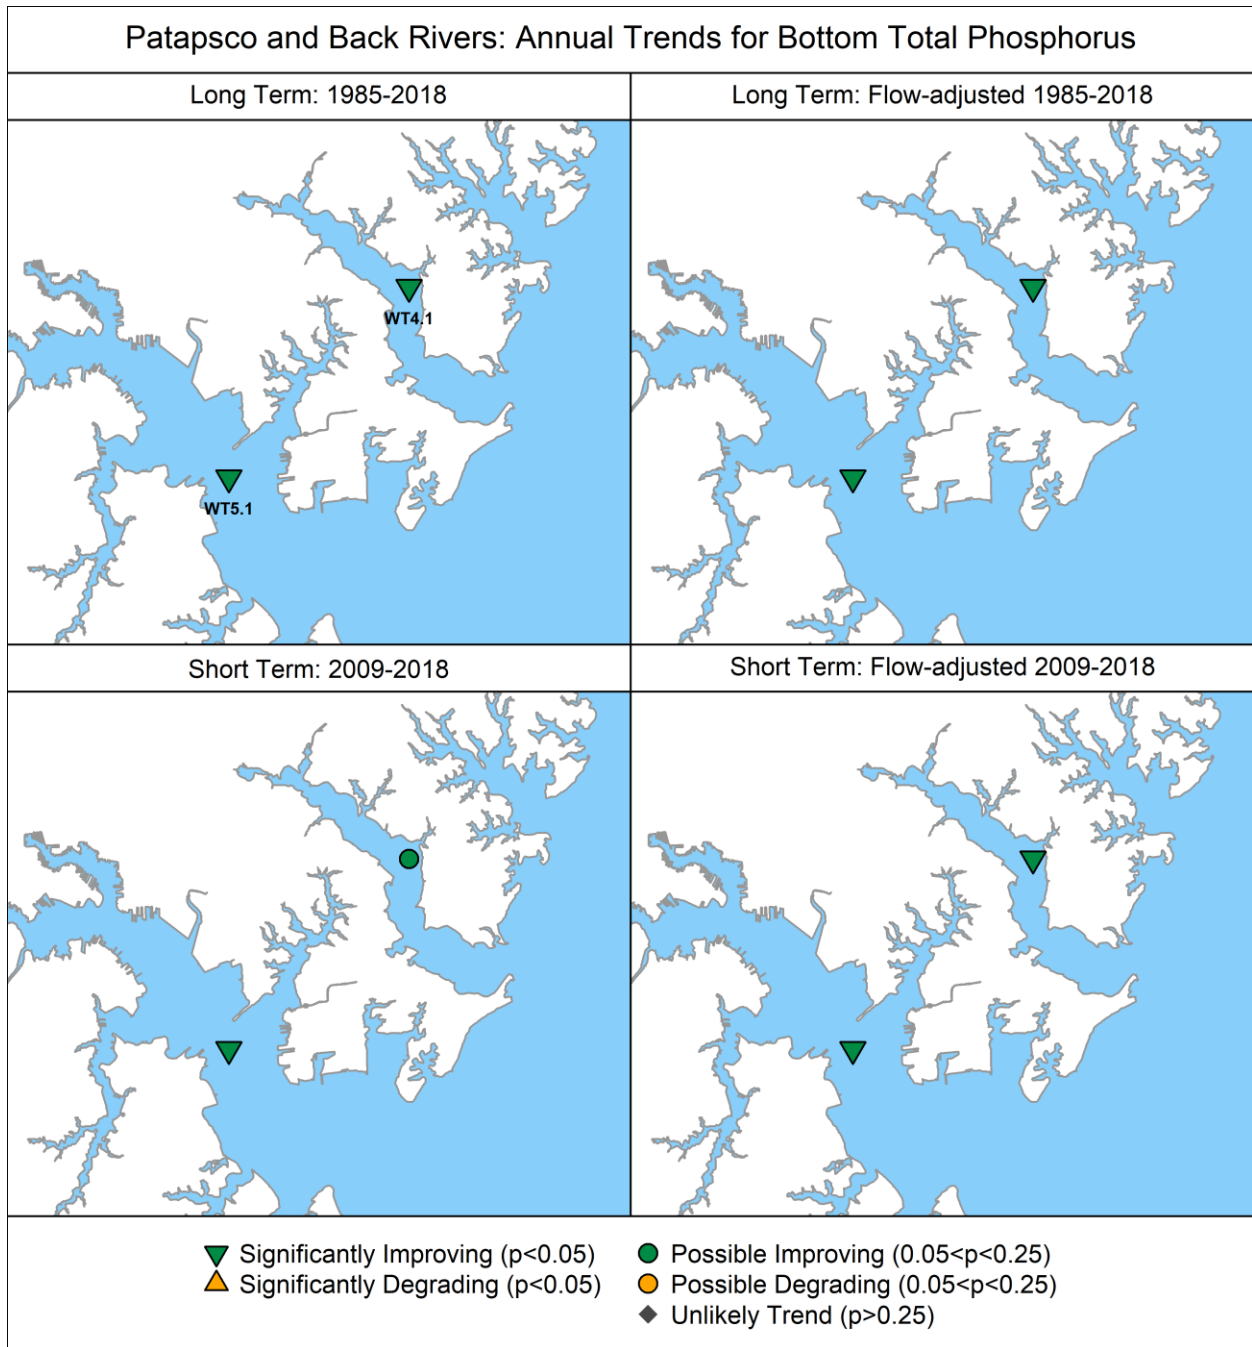 Patapsco and Back Rivers: Annual Trends for Bottom Total Phosphorus
Long Term: 1985-2018
Long Term: Flow-adjusted 1985-2018
WT4.1
WT5.1
Short Term: 2009-2018
Short Term: Flow-adjusted 2009-2018
Significantly Improving (p<0.05)
Significantly Degrading (p<0.05)
Possible Improving (0.05<p<0.25)
Possible Degrading (0.05<p<0.25)
Unlikely Trend (p>0.25)